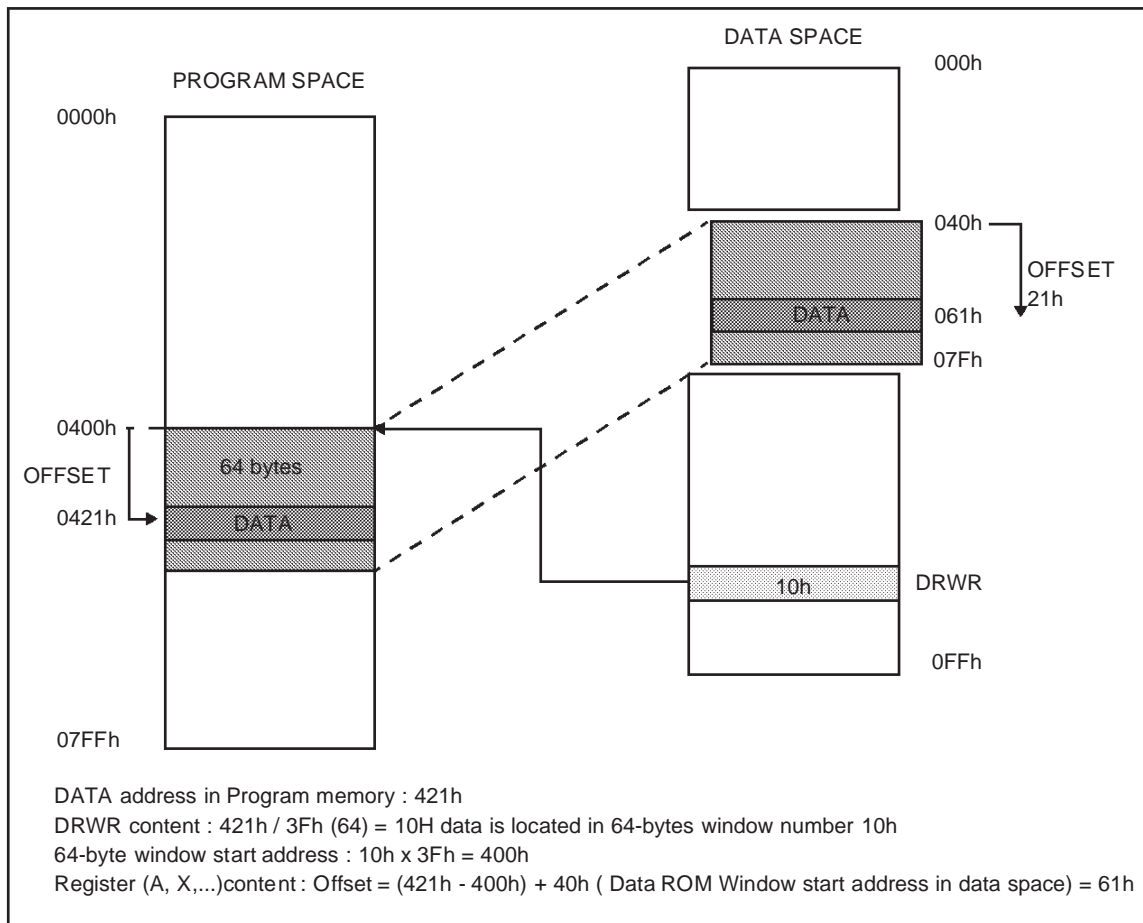 DATA SPACE
000h
PROGRAM SPACE
0000h
040h
OFFSET
21h
DATA
061h
07Fh
0400h
64 bytes
OFFSET
0421h
DATA
10h
DRWR
0FFh
07FFh
DATA address in Program memory : 421h
DRWR content : 421h / 3Fh (64) = 10H data is located in 64-bytes window number 10h
64-byte window start address : 10h x 3Fh = 400h
Register (A, X,...)content : Offset = (421h - 400h) + 40h ( Data ROM Window start address in data space) = 61h